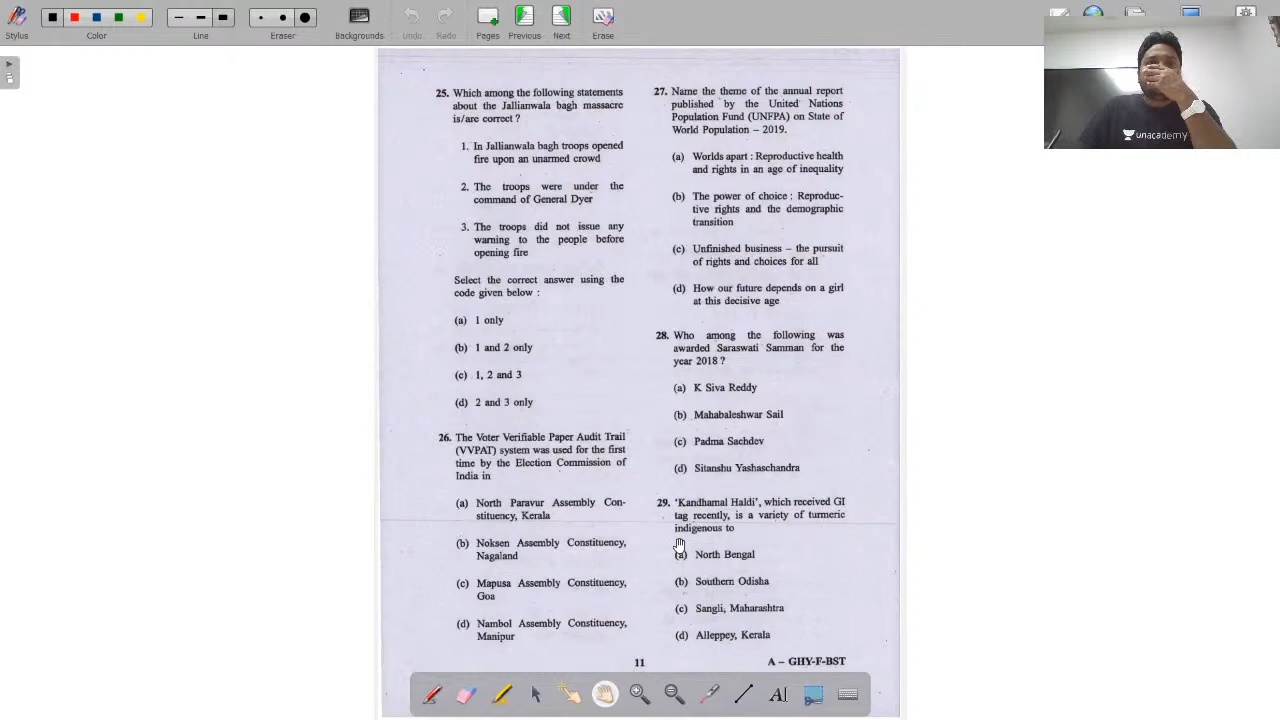 Stylus
Color
Line
Eraser
Backgrounds
Undo
Redo
Pages
Previous
Next
Erase
unacademy
25. Which among the following statements
about the Jallianwala bagh massacre
is/are correct ?
1. In Jallianwala bagh troops opened
fire upon an unarmed crowd
2. The troops were under the
command of General Dyer
3. The troops did not issue any
warning to the people before
opening fire
Select the correct answer using the
code given below :
(a) 1 only
(b) 1 and 2 only
(c) 1, 2 and 3
(d) 2 and 3 only
26. The Voter Verifiable Paper Audit Trail
(VVPAT) system was used for the first
time by the Election Commission of
India in
(a) North Paravur Assembly Con-
stituency, Kerala
(b) Noksen Assembly Constituency,
Nagaland
(c) Mapusa Assembly Constituency,
Goa
(d) Nambol Assembly Constituency,
Manipur
27. Name the theme of the annual report
published by the United Nations
Population Fund (UNFPA) on State of
World Population – 2019.
(a) Worlds apart : Reproductive health
and rights in an age of inequality
(b) The power of choice : Reproduc-
tive rights and the demographic
transition
(c) Unfinished business – the pursuit
of rights and choices for all
(d) How our future depends on a girl
at this decisive age
28. Who among the following was
awarded Saraswati Samman for the
year 2018 ?
(a) K Siva Reddy
(b) Mahabaleshwar Sail
(c) Padma Sachdev
(d) Sitanshu Yashaschandra
29. 'Kandhamal Haldi', which received GI
tag recently, is a variety of turmeric
indigenous to
(a) North Bengal
(b) Southern Odisha
(c) Sangli, Maharashtra
(d) Alleppey, Kerala
11
A – GHY-F-BST